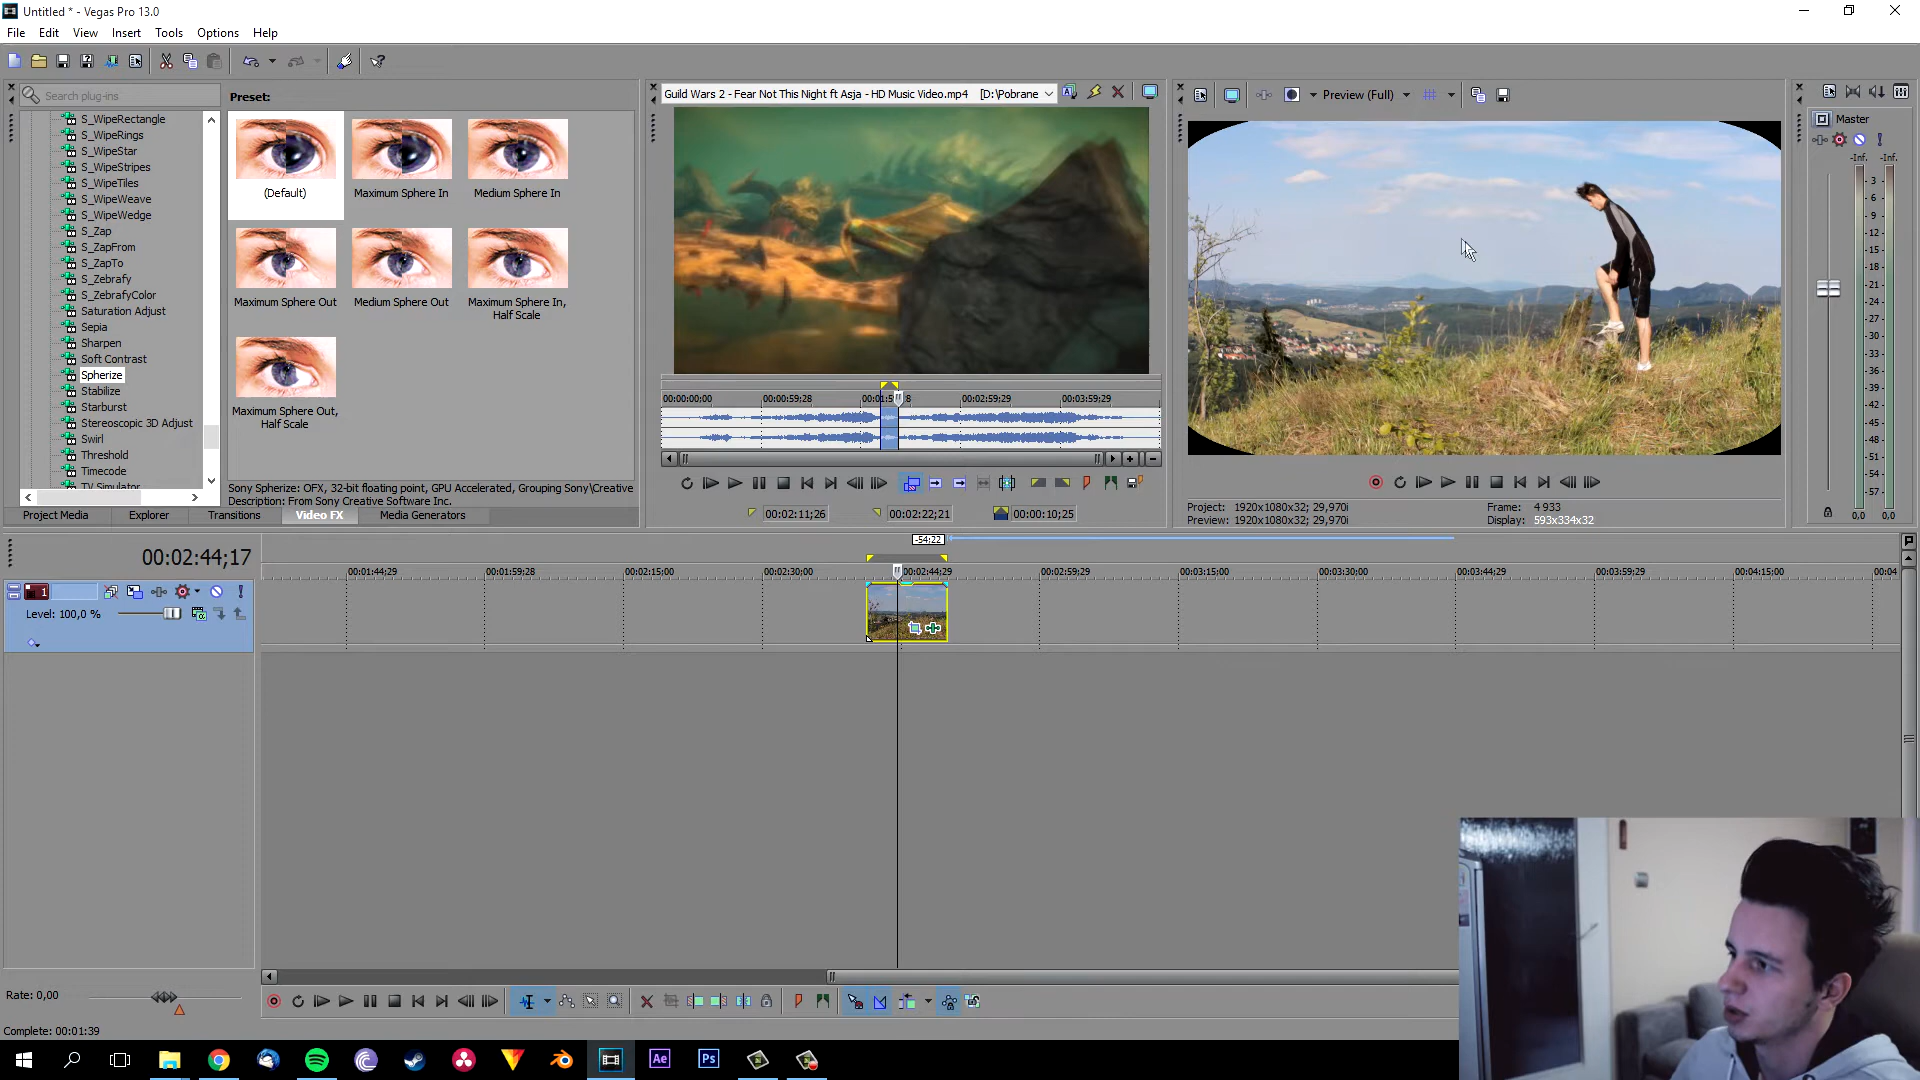 Untitled * - Vegas Pro 13.0
File Edit View Insert Tools Options Help
Search plug-ins
S_WipeRectangle
S_WipeRings
S_WipeStar
S_WipeStripes
S_WipeTiles
S_WipeWeave
S_WipeWedge
S_Zap
S_ZapFrom
S_ZapTo
S_Zebrafy
S_ZebrafyColor
Saturation Adjust
Sepia
Sharpen
Soft Contrast
Spherize
Stabilize
Starburst
Stereoscopic 3D Adjust
Swirl
Threshold
Timecode
TV Simulator
Preset:
(Default)
Maximum Sphere In
Medium Sphere In
Maximum Sphere Out
Medium Sphere Out
Maximum Sphere In,
Half Scale
Maximum Sphere Out,
Half Scale
Sony Spherize: OFX, 32-bit floating point, GPU Accelerated, Grouping Sony\Creative
Description: From Sony Creative Software Inc.
Project Media Explorer Transitions Video FX Media Generators
Guild Wars 2 - Fear Not This Night ft Asja - HD Music Video.mp4 [D:\Pobrane
00:00:00;00 00:00:59;28 00:01:5 8 00:02:59;29 00:03:59;29
00:02:11;26 00:02:22;21 00:00:10;25
Preview (Full)
Project: 1920x1080x32; 29,970i
Preview: 1920x1080x32; 29,970i
Frame: 4 933
Display: 593x334x32
Master
-Inf. -Inf.
3
6
9
12
15
18
21
24
27
30
33
36
39
42
45
48
51
54
57
0,0 0,0
00:02:44;17
-54:22
00:01:44;29 00:01:59;28 00:02:15;00 00:02:30;00 00:02:44;29 00:02:59;29 00:03:15;00 00:03:30;00 00:03:44;29 00:03:59;29 00:04:15;00 00:04
1
Level: 100,0 %
Rate: 0,00
Complete: 00:01:39
Ae
Ps